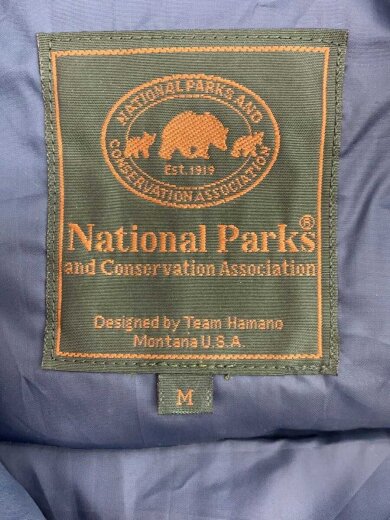 NATIONAL PARKS AND
CONSERVATION ASSOCIATION
EST. 1919
National Parks®
and Conservation Association
Designed by Team Hamano
Montana U.S.A.
M